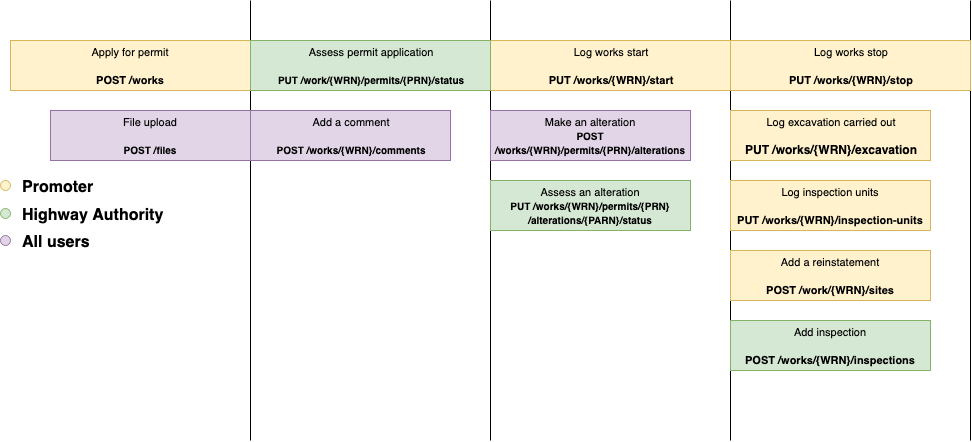 Apply for permit
POST /works
Assess permit application
PUT /work/{WRN}/permits/{PRN}/status
Log works start
PUT /works/{WRN}/start
Log works stop
PUT /works/{WRN}/stop
File upload
POST /files
Add a comment
POST /works/{WRN}/comments
Make an alteration
POST
/works/{WRN}/permits/{PRN}/alterations
Log excavation carried out
PUT /works/{WRN}/excavation
Promoter
Highway Authority
All users
Assess an alteration
PUT /works/{WRN}/permits/{PRN}
/alterations/{PARN}/status
Log inspection units
PUT /works/{WRN}/inspection-units
Add a reinstatement
POST /work/{WRN}/sites
Add inspection
POST /works/{WRN}/inspections